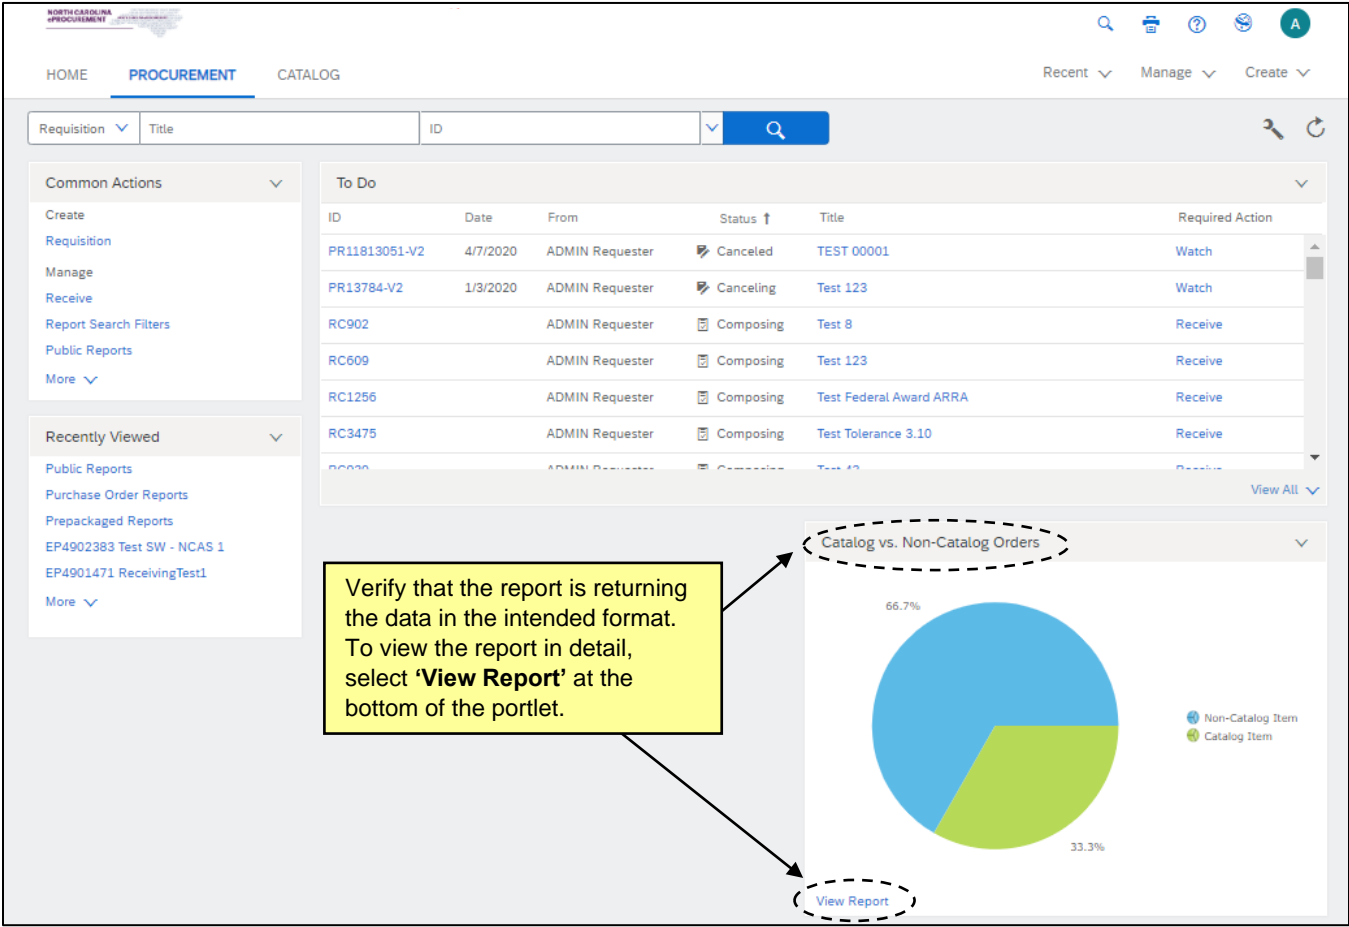 NORTH CAROLINA
ePROCUREMENT
A
HOME PROCUREMENT CATALOG
Recent Manage Create
Requisition Title ID
Common Actions
Create
Requisition
Manage
Receive
Report Search Filters
Public Reports
More
Recently Viewed
Public Reports
Purchase Order Reports
Prepackaged Reports
EP4902383 Test SW - NCAS 1
EP4901471 ReceivingTest1
More
To Do
ID Date From Status Title Required Action
PR11813051-V2 4/7/2020 ADMIN Requester Canceled TEST 00001 Watch
PR13784-V2 1/3/2020 ADMIN Requester Canceling Test 123 Watch
RC902 ADMIN Requester Composing Test 8 Receive
RC609 ADMIN Requester Composing Test 123 Receive
RC1256 ADMIN Requester Composing Test Federal Award ARRA Receive
RC3475 ADMIN Requester Composing Test Tolerance 3.10 Receive
ADMIN Requester Composing Receive
View All
Verify that the report is returning
the data in the intended format.
To view the report in detail,
select ‘View Report’ at the
bottom of the portlet.
Catalog vs. Non-Catalog Orders
66.7%
Non-Catalog Item
Catalog Item
33.3%
View Report